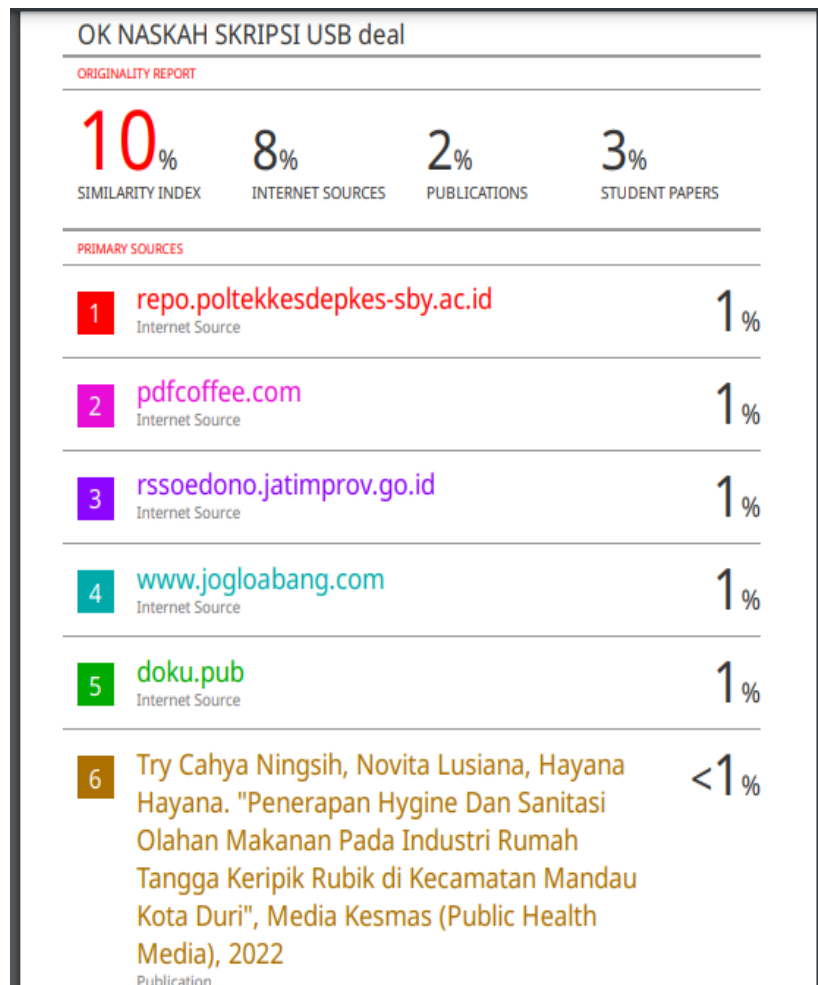 OK NASKAH SKRIPSI USB deal
ORIGINALITY REPORT
10%
8%
2%
3%
SIMILARITY INDEX
INTERNET SOURCES
PUBLICATIONS
STUDENT PAPERS
PRIMARY SOURCES
1
repo.poltekkesdepkes-sby.ac.id
Internet Source
1%
2
pdfcoffee.com
Internet Source
1%
3
rssoedono.jatimprov.go.id
Internet Source
1%
4
www.jogloabang.com
Internet Source
1%
5
doku.pub
Internet Source
1%
6
Try Cahya Ningsih, Novita Lusiana, Hayana
Hayana. "Penerapan Hygine Dan Sanitasi
Olahan Makanan Pada Industri Rumah
Tangga Keripik Rubik di Kecamatan Mandau
Kota Duri", Media Kesmas (Public Health
Media), 2022
Publication
<1%